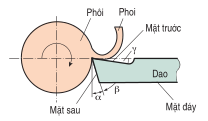 Phôi
Phoi
Mặt trước
γ
Dao
β
α
Mặt sau
Mặt đáy